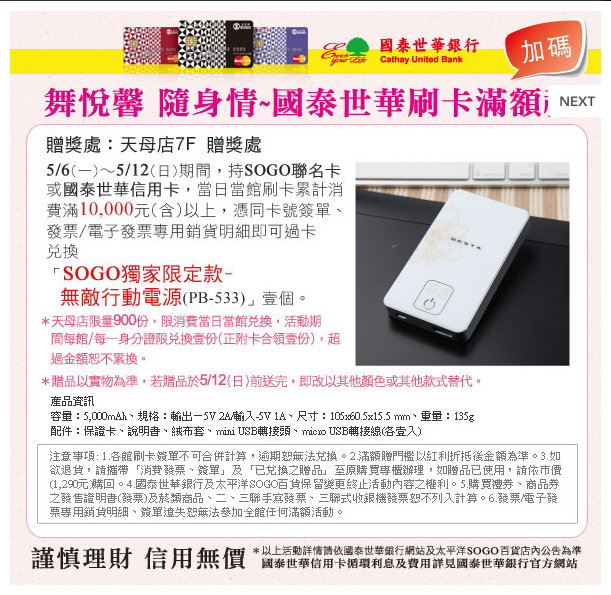 Enrich your Life
國泰世華銀行
Cathay United Bank
加碼
舞悅馨 隨身情~國泰世華刷卡滿額
NEXT
贈獎處：天母店7F 贈獎處
5/6(一)～5/12(日)期間，持SOGO聯名卡
或國泰世華信用卡，當日當館刷卡累計消
費滿10,000元(含)以上，憑同卡號簽單、
發票/電子發票專用銷貨明細即可過卡
兌換
「SOGO獨家限定款-
無敵行動電源(PB-533)」壹個。
BESTA
＊天母店限量900份，限消費當日當館兌換，活動期
間每館/每一身分證限兌換壹份(正附卡合領壹份)，超
過金額恕不累換。
＊贈品以實物為準，若贈品於5/12(日)前送完，即改以其他顏色或其他款式替代。
產品資訊
容量：5,000mAh、規格：輸出－5V 2A/輸入-5V 1A、尺寸：105x60.5x15.5 mm、重量：135g
配件：保證卡、說明書、絨布套、mini USB轉接頭、micro USB轉接線(各壹入)
注意事項：1.各館刷卡簽單不可合併計算，逾期恕無法兌換。2.滿額贈門檻以紅利折抵後金額為準。3.如
欲退貨，請攜帶「消費發票、簽單」及「已兌換之贈品」至原購買專櫃辦理，如贈品已使用，請依市價
(1,290元)購回。4.國泰世華銀行及太平洋SOGO百貨保留變更終止活動內容之權利。5.購買禮券、商品券
之發售證明書(發票)及菸類商品、二、三聯手寫發票、三聯式收銀機發票恕不列入計算。6.發票/電子發
票專用銷貨明細、簽單遺失恕無法參加全館任何滿額活動。
謹慎理財 信用無價
＊以上活動詳情請依國泰世華銀行網站及太平洋SOGO百貨店內公告為準
國泰世華信用卡循環利息及費用詳見國泰世華銀行官方網站